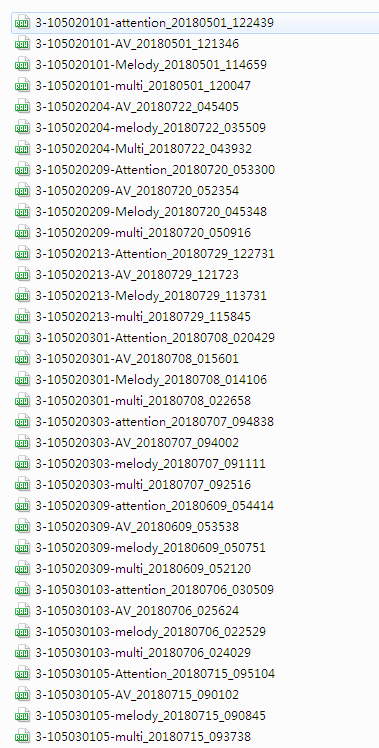 3-105020101-attention_20180501_122439
3-105020101-AV_20180501_121346
3-105020101-Melody_20180501_114659
3-105020101-multi_20180501_120047
3-105020204-AV_20180722_045405
3-105020204-melody_20180722_035509
3-105020204-Multi_20180722_043932
3-105020209-Attention_20180720_053300
3-105020209-AV_20180720_052354
3-105020209-Melody_20180720_045348
3-105020209-multi_20180720_050916
3-105020213-Attention_20180729_122731
3-105020213-AV_20180729_121723
3-105020213-Melody_20180729_113731
3-105020213-multi_20180729_115845
3-105020301-Attention_20180708_020429
3-105020301-AV_20180708_015601
3-105020301-Melody_20180708_014106
3-105020301-multi_20180708_022658
3-105020303-attention_20180707_094838
3-105020303-AV_20180707_094002
3-105020303-melody_20180707_091111
3-105020303-multi_20180707_092516
3-105020309-attention_20180609_054414
3-105020309-AV_20180609_053538
3-105020309-melody_20180609_050751
3-105020309-multi_20180609_052120
3-105030103-attention_20180706_030509
3-105030103-AV_20180706_025624
3-105030103-melody_20180706_022529
3-105030103-multi_20180706_024029
3-105030105-Attention_20180715_095104
3-105030105-AV_20180715_090102
3-105030105-melody_20180715_090845
3-105030105-multi_20180715_093738